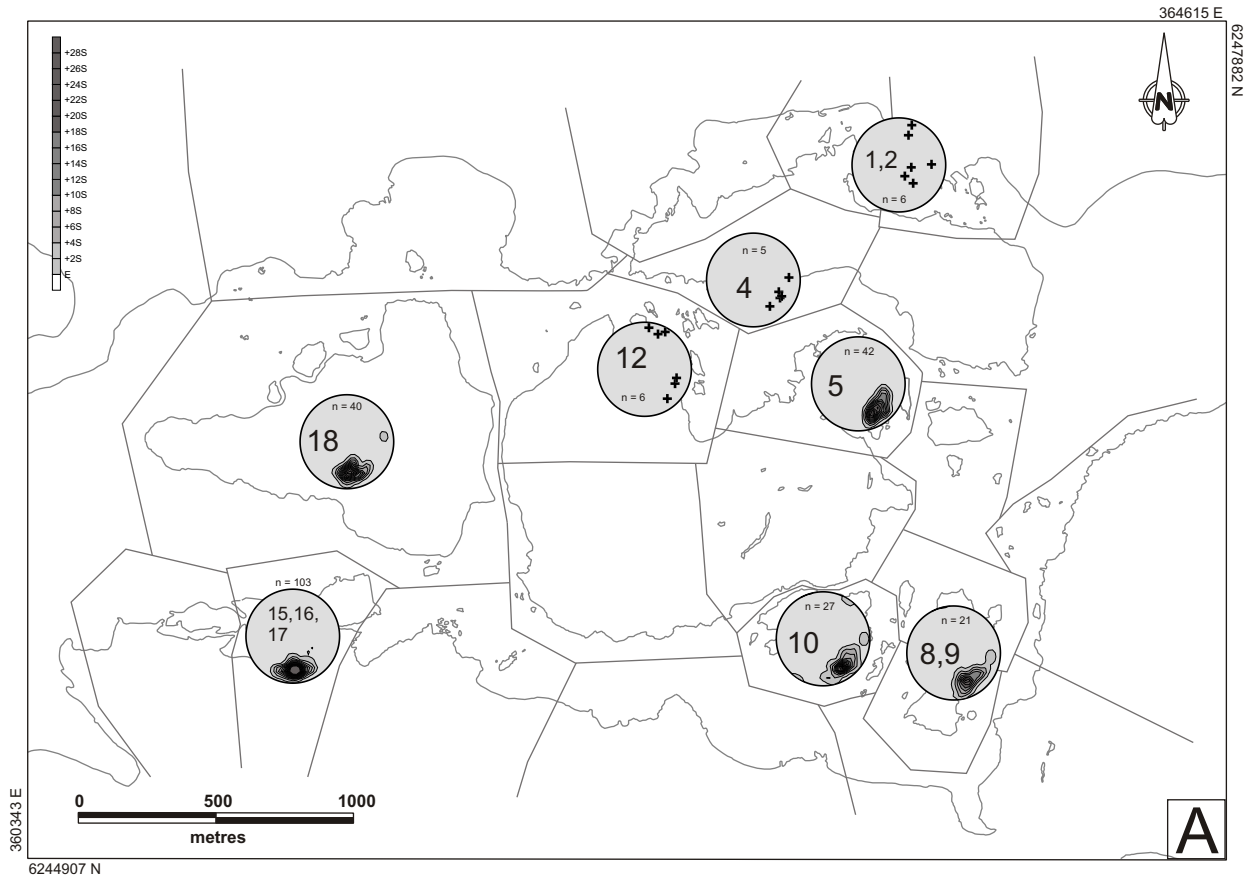 364615 E
6247882 N
N
+28S
+26S
+24S
+22S
+20S
+18S
+16S
+14S
+12S
+10S
+8S
+6S
+4S
+2S
E
1,2
n = 6
n = 5
4
12
n = 6
n = 42
5
n = 40
18
n = 103
15,16,
17
n = 27
10
n = 21
8,9
0 500 1000
metres
360343 E
6244907 N
A